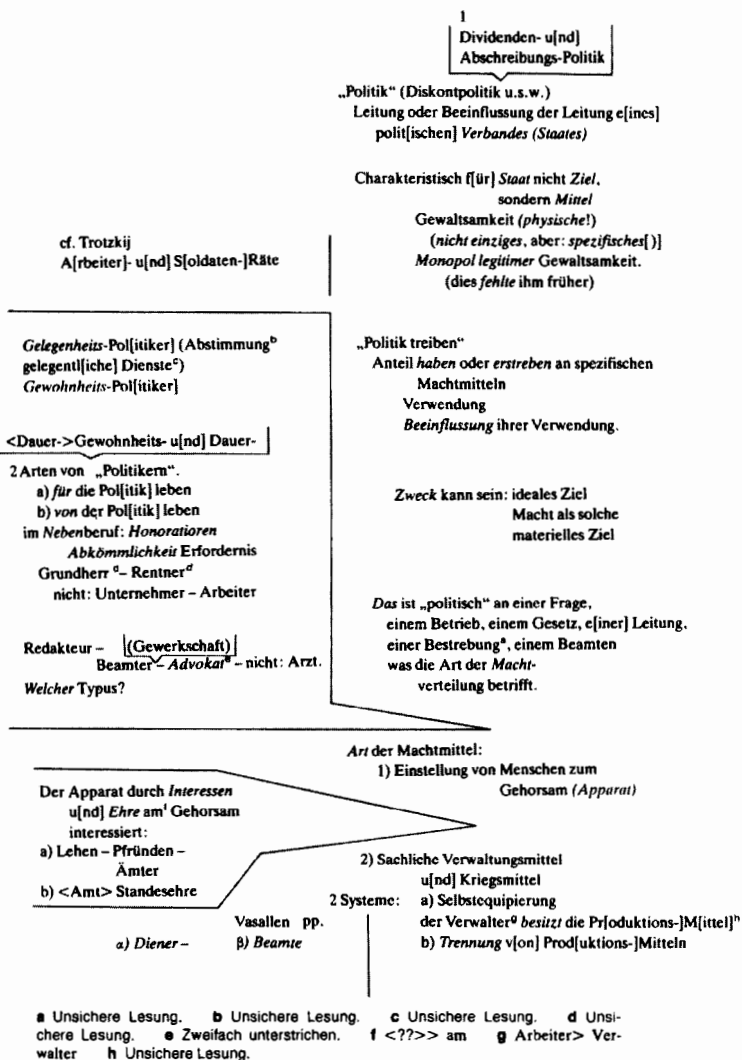 1
Dividenden- u[nd]
Abschreibungs-Politik
„Politik“ (Diskontpolitik u.s.w.)
Leitung oder Beeinflussung der Leitung e[ines]
polit[ischen] Verbandes (Staates)
Charakteristisch f[ür] Staat nicht Ziel,
sondern Mittel
Gewaltsamkeit (physische!)
(nicht einziges, aber: spezifisches[)]
Monopol legitimer Gewaltsamkeit.
(dies fehlte ihm früher)
cf. Trotzkij
A[rbeiter]- u[nd] S[oldaten-]Räte
Gelegenheits-Pol[itiker] (Abstimmungᵇ
gelegentl[iche] Diensteᶜ)
Gewohnheits-Pol[itiker]
<Dauer->Gewohnheits- u[nd] Dauer-
2 Arten von „Politikern“.
a) für die Pol[itik] leben
b) von der Pol[itik] leben
im Nebenberuf: Honoratioren
Abkömmlichkeit Erfordernis
Grundherr ᵈ– Rentnerᵈ
nicht: Unternehmer – Arbeiter
Redakteur – (Gewerkschaft)
Beamter – Advokatᵉ – nicht: Arzt.
Welcher Typus?
„Politik treiben“
Anteil haben oder erstreben an spezifischen
Machtmitteln
Verwendung
Beeinflussung ihrer Verwendung.
Zweck kann sein: ideales Ziel
Macht als solche
materielles Ziel
Das ist „politisch“ an einer Frage,
einem Betrieb, einem Gesetz, e[iner] Leitung,
einer Bestrebungᵃ, einem Beamten
was die Art der Macht-
verteilung betrifft.
Art der Machtmittel:
1) Einstellung von Menschen zum
Gehorsam (Apparat)
Der Apparat durch Interessen
u[nd] Ehre amᶠ Gehorsam
interessiert:
a) Lehen – Pfründen –
Ämter
b) <Amt> Standesehre
2) Sachliche Verwaltungsmittel
u[nd] Kriegsmittel
2 Systeme: a) Selbstequipierung
der Verwalterᵍ besitzt die Pr[oduktions-]M[ittel]ʰ
b) Trennung v[on] Prod[uktions-]Mitteln
Vasallen pp.
α) Diener – β) Beamte
a Unsichere Lesung. b Unsichere Lesung. c Unsichere Lesung. d Unsi-
chere Lesung. e Zweifach unterstrichen. f <??>> am g Arbeiter> Ver-
walter h Unsichere Lesung.